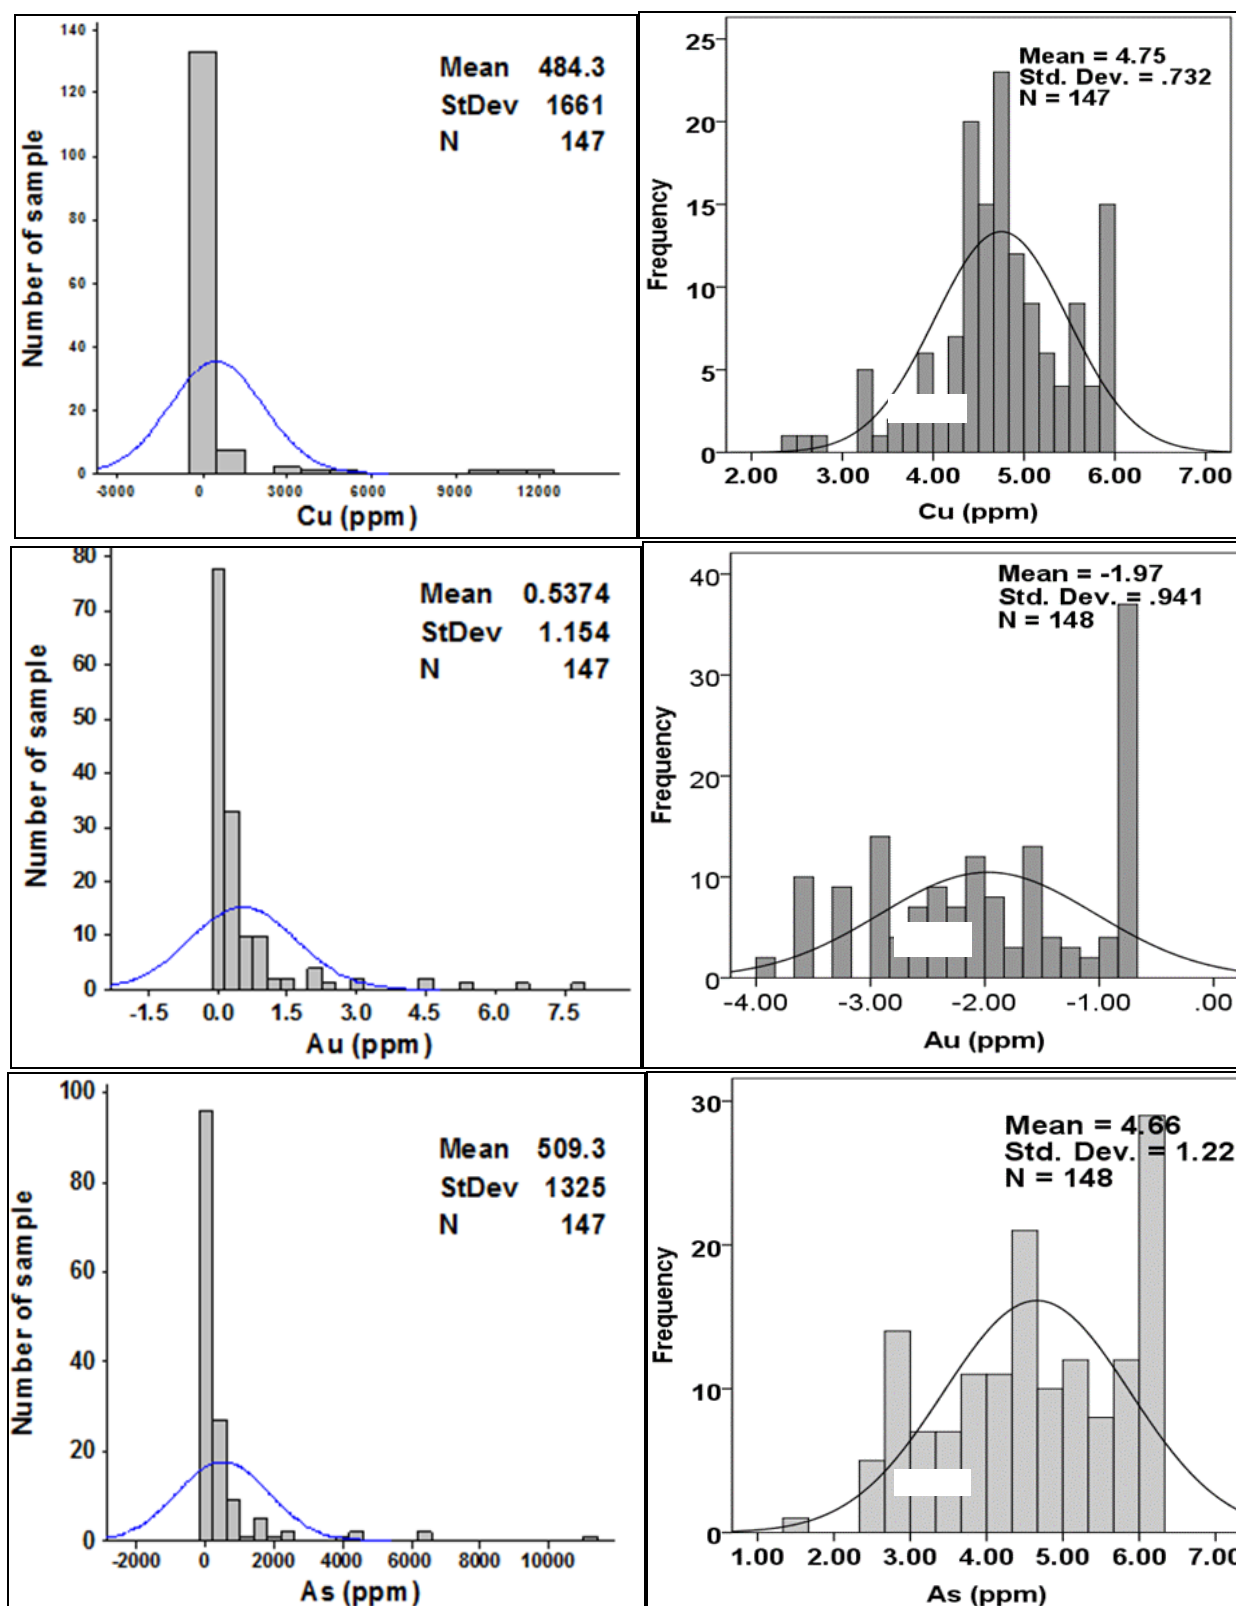 Mean 484.3
StDev 1661
N 147
140
120
100
80
60
40
20
0
Number of sample
-3000 0 3000 6000 9000 12000
Cu (ppm)
Mean = 4.75
Std. Dev. = .732
N = 147
25
20
15
10
5
0
Frequency
2.00 3.00 4.00 5.00 6.00 7.00
Cu (ppm)
Mean 0.5374
StDev 1.154
N 147
80
70
60
50
40
30
20
10
0
Number of sample
-1.5 0.0 1.5 3.0 4.5 6.0 7.5
Au (ppm)
Mean = -1.97
Std. Dev. = .941
N = 148
40
30
20
10
0
Frequency
-4.00 -3.00 -2.00 -1.00 .00
Au (ppm)
Mean 509.3
StDev 1325
N 147
100
80
60
40
20
0
Number of sample
-2000 0 2000 4000 6000 8000 10000
As (ppm)
Mean = 4.66
Std. Dev. = 1.22
N = 148
30
20
10
0
Frequency
1.00 2.00 3.00 4.00 5.00 6.00 7.00
As (ppm)